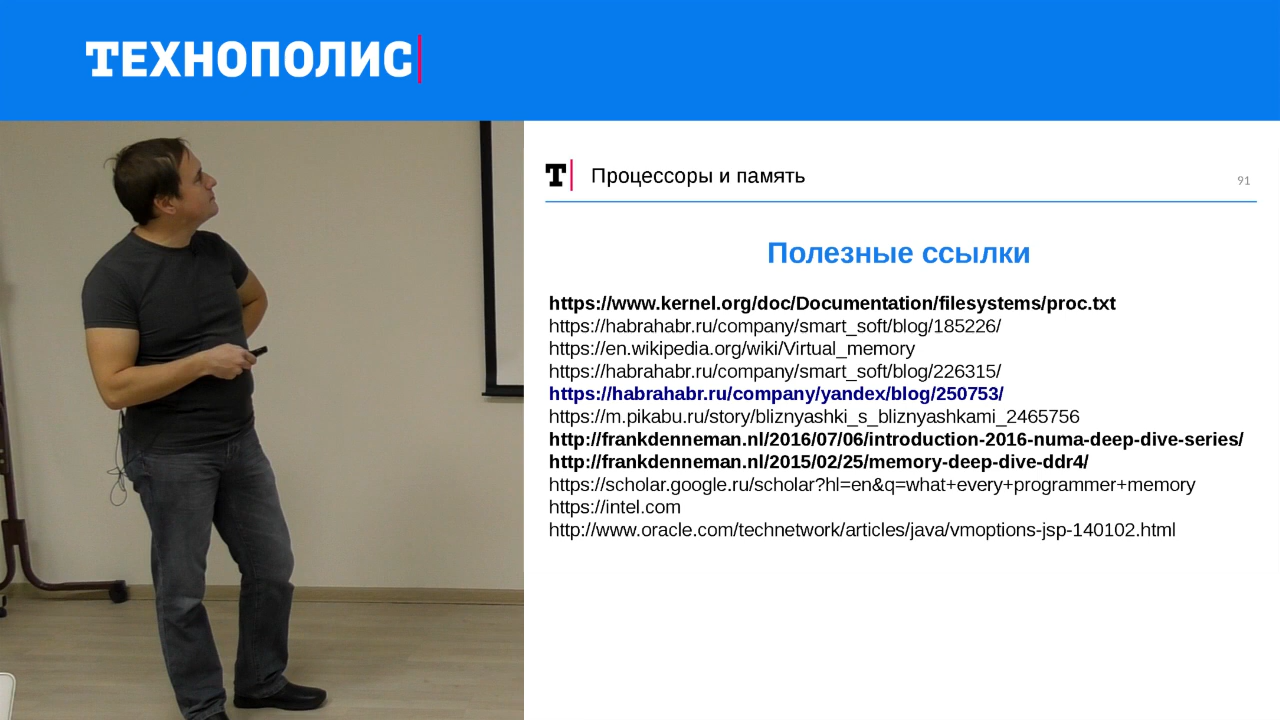 ТЕХНОПОЛИС
Т Процессоры и память
91
Полезные ссылки
https://www.kernel.org/doc/Documentation/filesystems/proc.txt
https://habrahabr.ru/company/smart_soft/blog/185226/
https://en.wikipedia.org/wiki/Virtual_memory
https://habrahabr.ru/company/smart_soft/blog/226315/
https://habrahabr.ru/company/yandex/blog/250753/
https://m.pikabu.ru/story/bliznyashki_s_bliznyashkami_2465756
http://frankdenneman.nl/2016/07/06/introduction-2016-numa-deep-dive-series/
http://frankdenneman.nl/2015/02/25/memory-deep-dive-ddr4/
https://scholar.google.ru/scholar?hl=en&q=what+every+programmer+memory
https://intel.com
http://www.oracle.com/technetwork/articles/java/vmoptions-jsp-140102.html